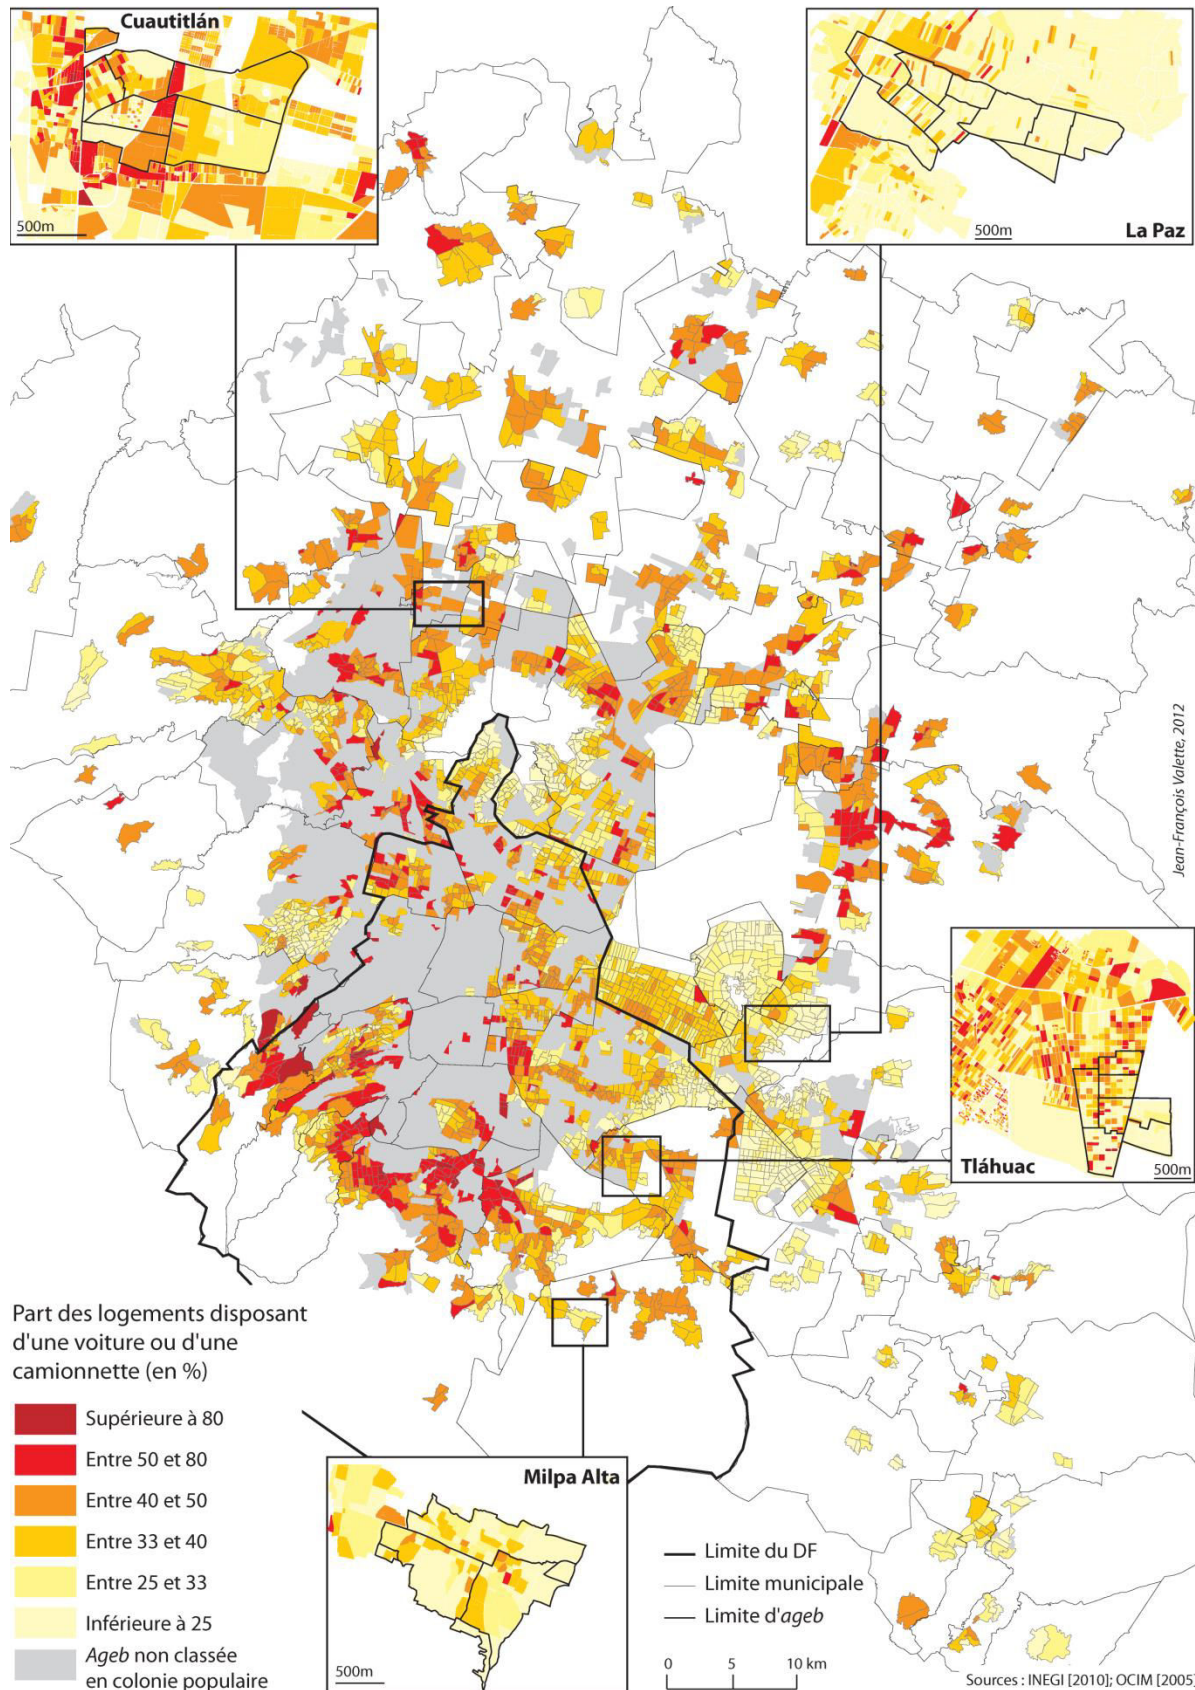 Cuautitlán
500m
500m
La Paz
Jean-François Valette, 2012
Tláhuac
500m
Part des logements disposant
d'une voiture ou d'une
camionnette (en %)
Supérieure à 80
Entre 50 et 80
Entre 40 et 50
Entre 33 et 40
Entre 25 et 33
Inférieure à 25
Ageb non classée
en colonie populaire
Milpa Alta
500m
Limite du DF
Limite municipale
Limite d'ageb
0 5 10 km
Sources : INEGI [2010]; OCIM [2005]